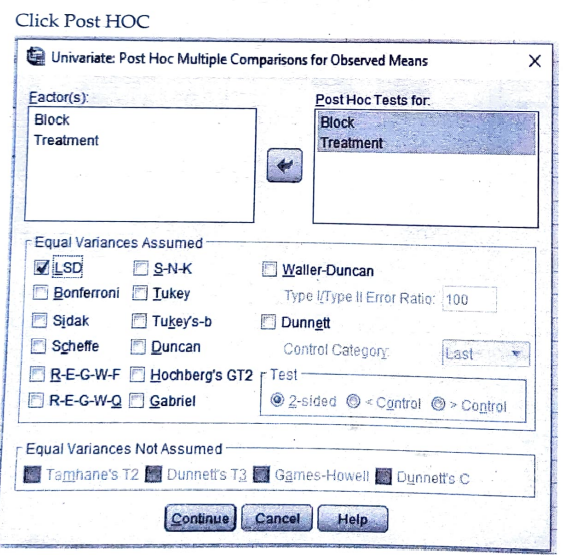 Click Post HOC
Univariate: Post Hoc Multiple Comparisons for Observed Means
Factor(s):
Block
Treatment
Post Hoc Tests for:
Block
Treatment
Equal Variances Assumed
LSD S-N-K Waller-Duncan
Bonferroni Tukey Type I/Type II Error Ratio: 100
Sidak Tukey's-b Dunnett
Scheffe Duncan Control Category: Last
R-E-G-W-F Hochberg's GT2 Test
R-E-G-W-Q Gabriel 2-sided < Control > Control
Equal Variances Not Assumed
Tamhane's T2 Dunnett's T3 Games-Howell Dunnett's C
Continue Cancel Help